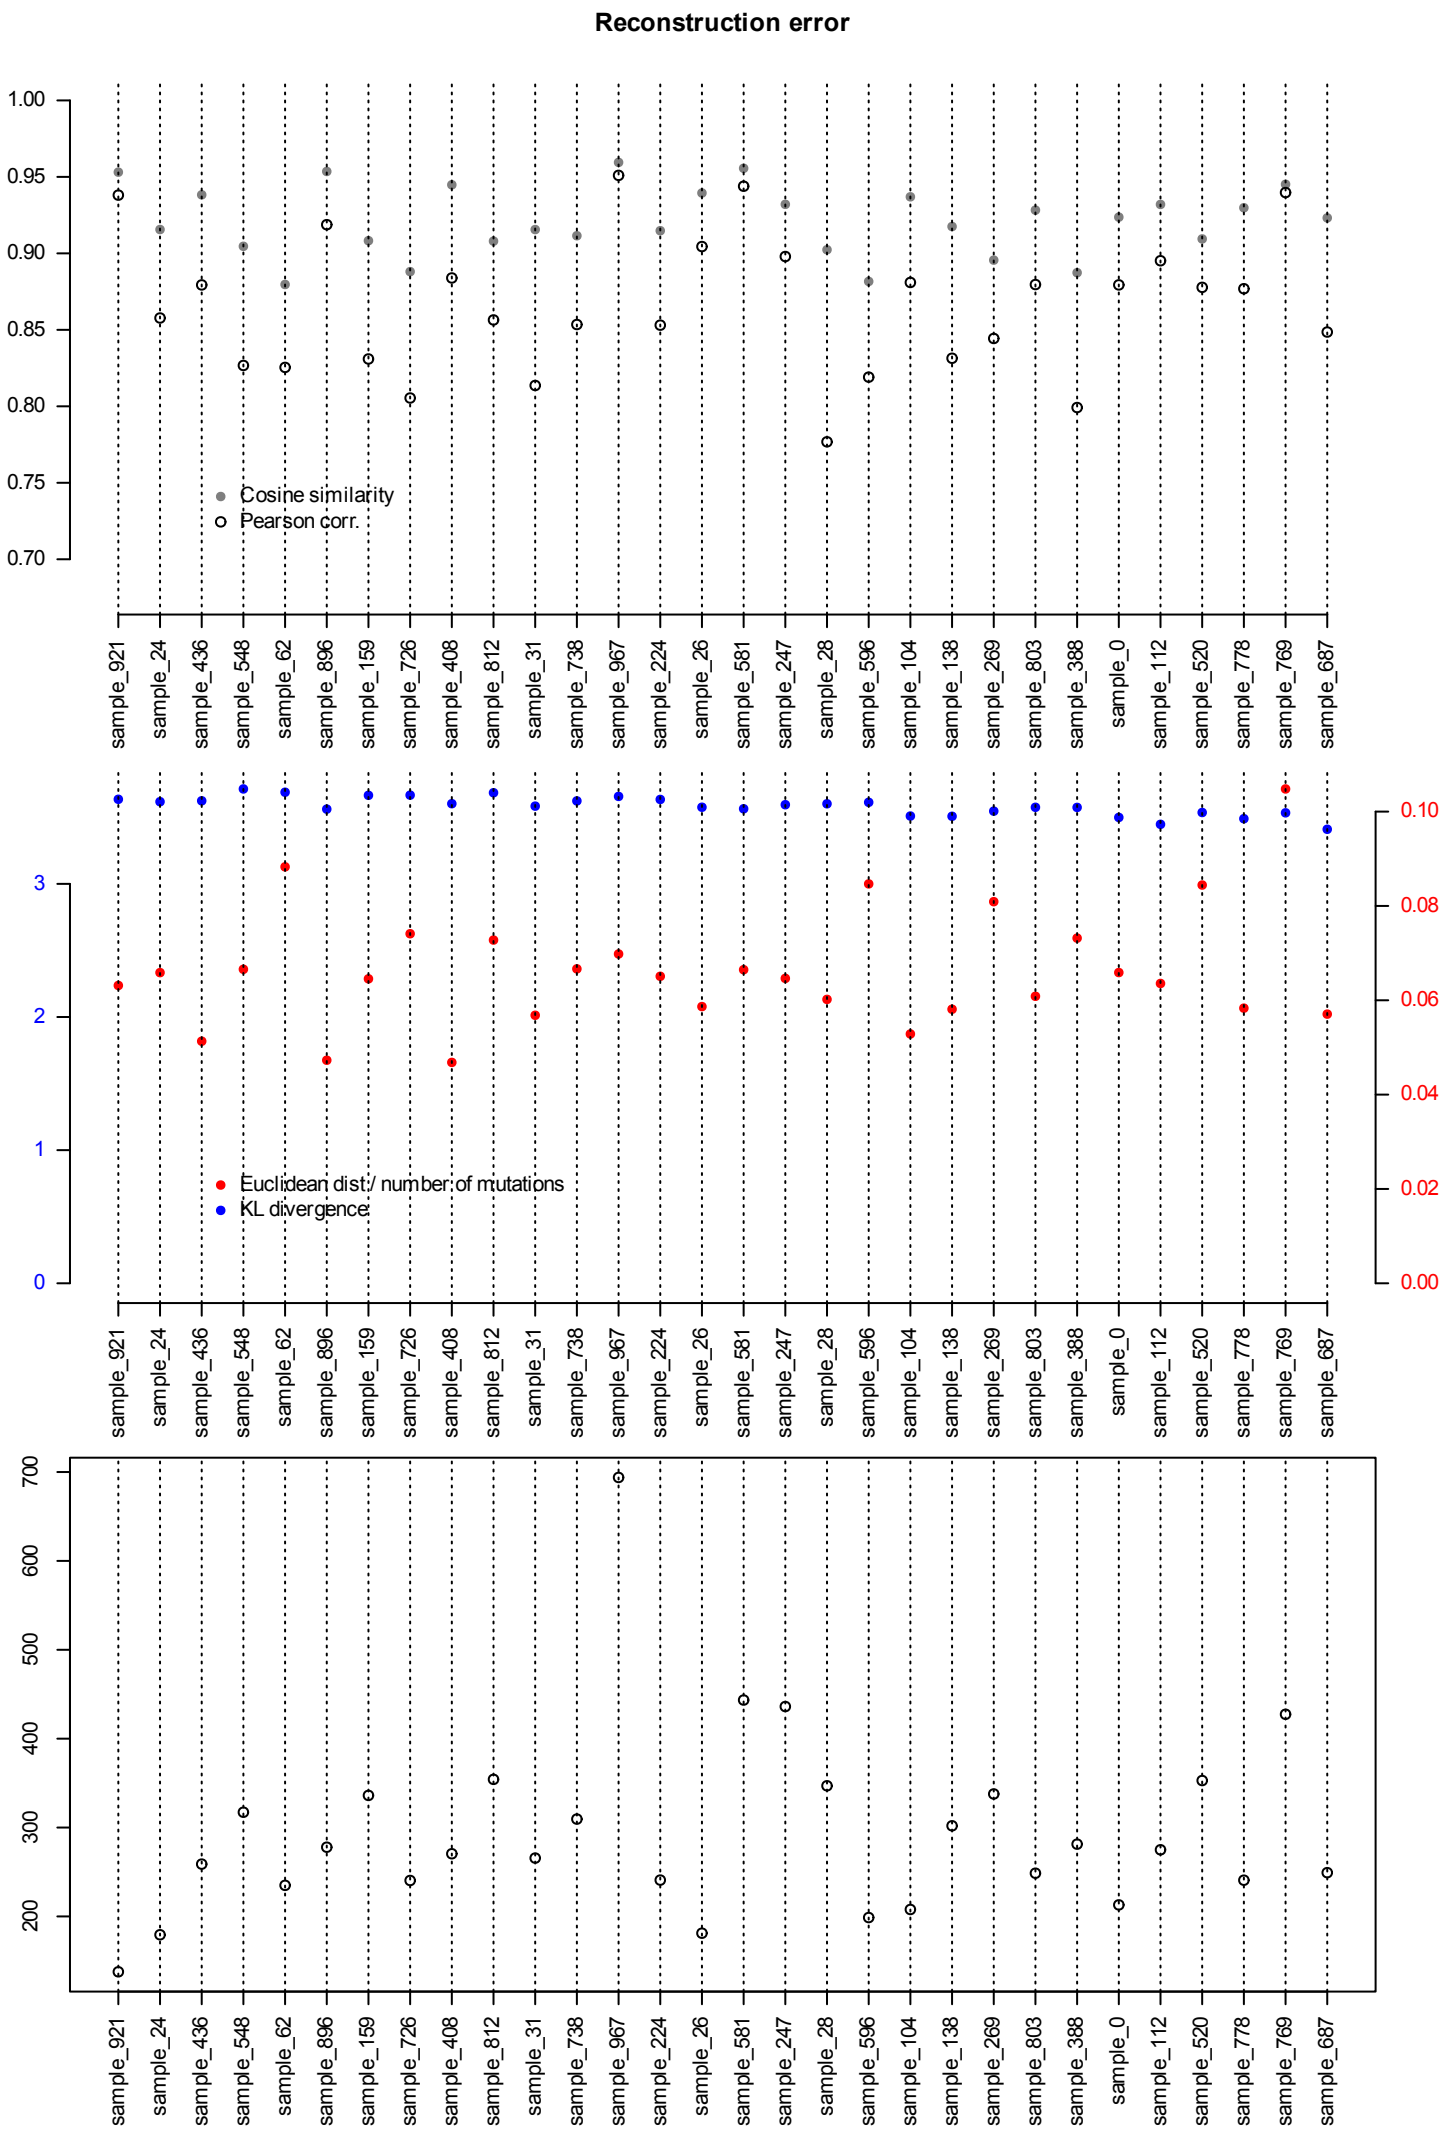 Reconstruction error
1.00
0.95
0.90
0.85
0.80
0.75
0.70
Cosine similarity
Pearson corr.
sample_921
sample_24
sample_436
sample_548
sample_62
sample_896
sample_159
sample_726
sample_408
sample_812
sample_31
sample_738
sample_967
sample_224
sample_26
sample_581
sample_247
sample_28
sample_596
sample_104
sample_138
sample_269
sample_803
sample_388
sample_0
sample_112
sample_520
sample_778
sample_769
sample_687
3
2
1
0
0.10
0.08
0.06
0.04
0.02
0.00
Euclidean dist./ number of mutations
KL divergence
sample_921
sample_24
sample_436
sample_548
sample_62
sample_896
sample_159
sample_726
sample_408
sample_812
sample_31
sample_738
sample_967
sample_224
sample_26
sample_581
sample_247
sample_28
sample_596
sample_104
sample_138
sample_269
sample_803
sample_388
sample_0
sample_112
sample_520
sample_778
sample_769
sample_687
700
600
500
400
300
200
sample_921
sample_24
sample_436
sample_548
sample_62
sample_896
sample_159
sample_726
sample_408
sample_812
sample_31
sample_738
sample_967
sample_224
sample_26
sample_581
sample_247
sample_28
sample_596
sample_104
sample_138
sample_269
sample_803
sample_388
sample_0
sample_112
sample_520
sample_778
sample_769
sample_687